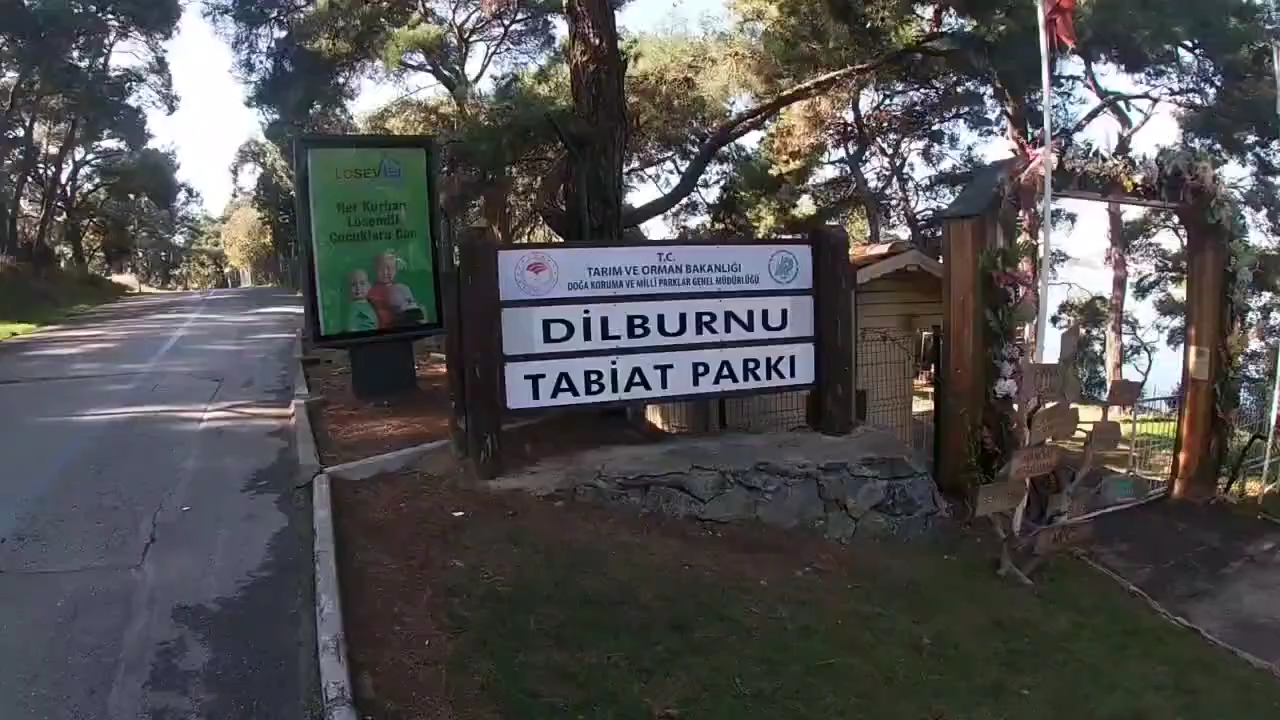 LÖSEV
Her Kurban
Lösemili
Çocuklara Can
T.C.
TARIM VE ORMAN BAKANLIĞI
DOĞA KORUMA VE MİLLİ PARKLAR GENEL MÜDÜRLÜĞÜ
DİLBURNU
TABİAT PARKI